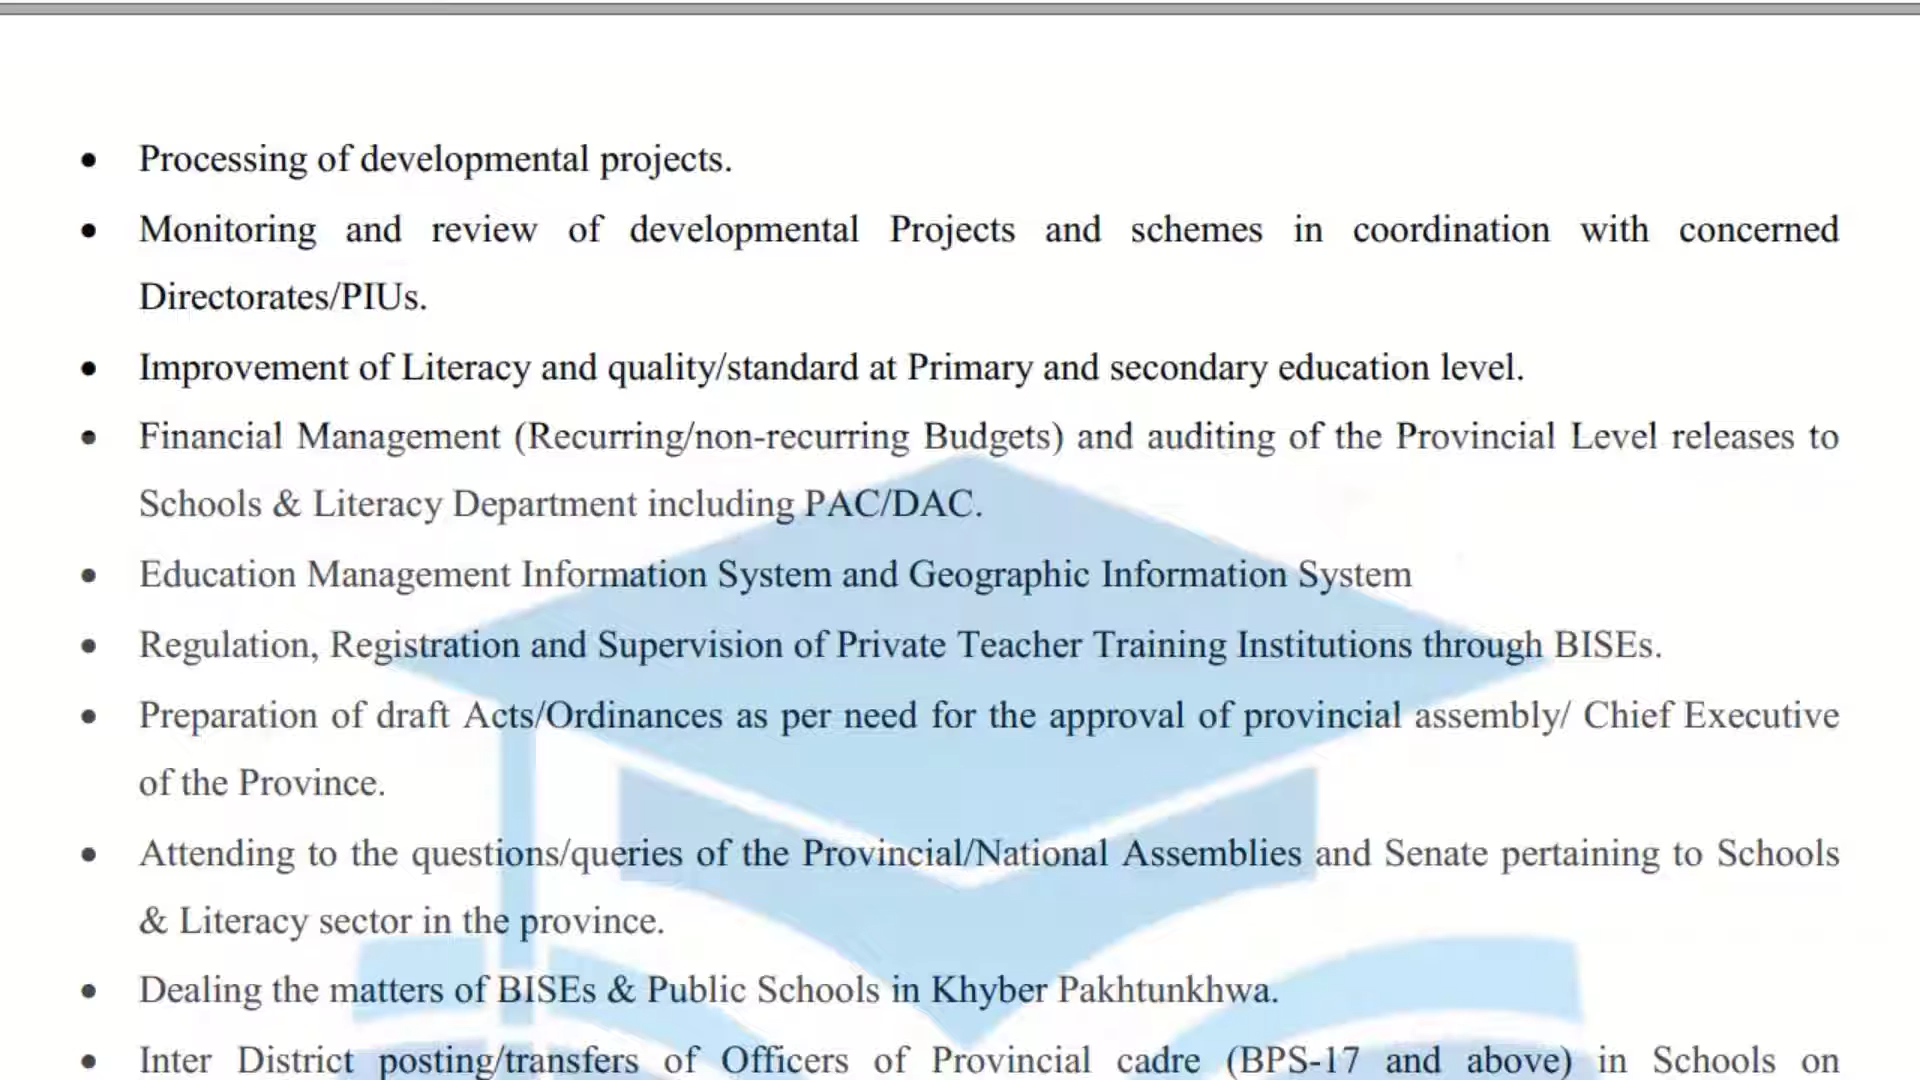 • Processing of developmental projects.
• Monitoring and review of developmental Projects and schemes in coordination with concerned
Directorates/PIUs.
• Improvement of Literacy and quality/standard at Primary and secondary education level.
• Financial Management (Recurring/non-recurring Budgets) and auditing of the Provincial Level releases to
Schools & Literacy Department including PAC/DAC.
• Education Management Information System and Geographic Information System
• Regulation, Registration and Supervision of Private Teacher Training Institutions through BISEs.
• Preparation of draft Acts/Ordinances as per need for the approval of provincial assembly/ Chief Executive
of the Province.
• Attending to the questions/queries of the Provincial/National Assemblies and Senate pertaining to Schools
& Literacy sector in the province.
• Dealing the matters of BISEs & Public Schools in Khyber Pakhtunkhwa.
• Inter District posting/transfers of Officers of Provincial cadre (BPS-17 and above) in Schools on